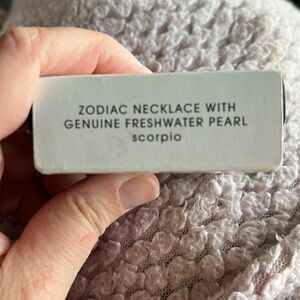 ZODIAC NECKLACE WITH
GENUINE FRESHWATER PEARL
scorpio